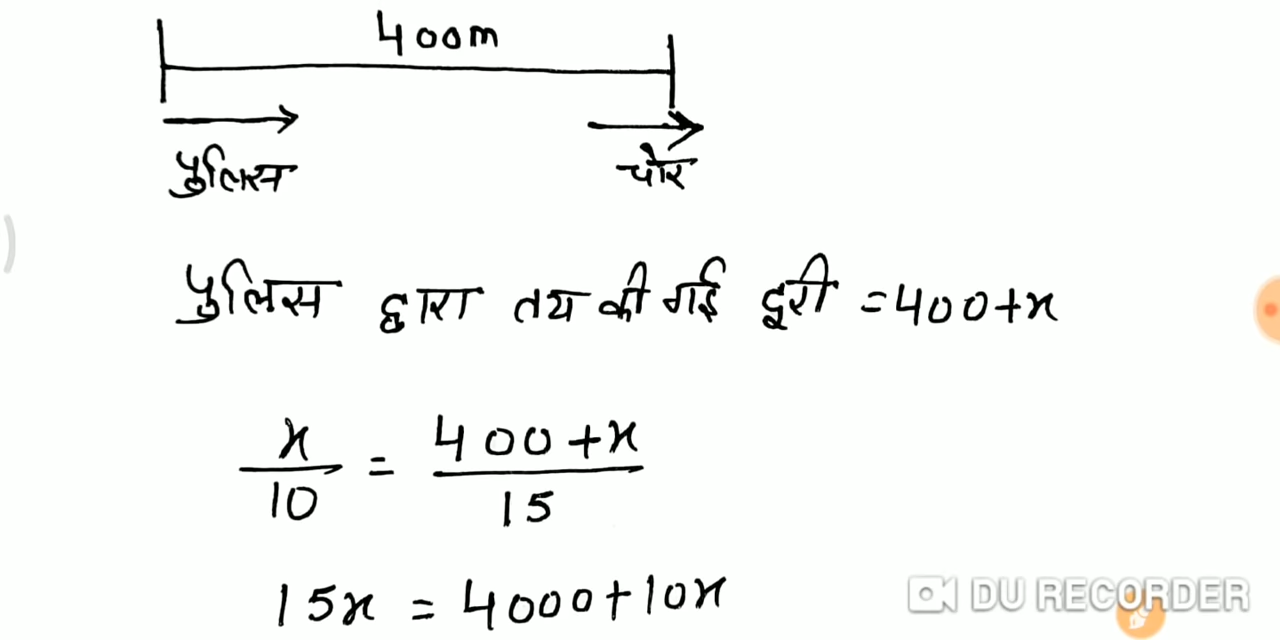 400m
पुलिस चोर
पुलिस द्वारा तय की गई दूरी = 400+x
x/10 = 400+x/15
15x = 4000+10x
DU RECORDER